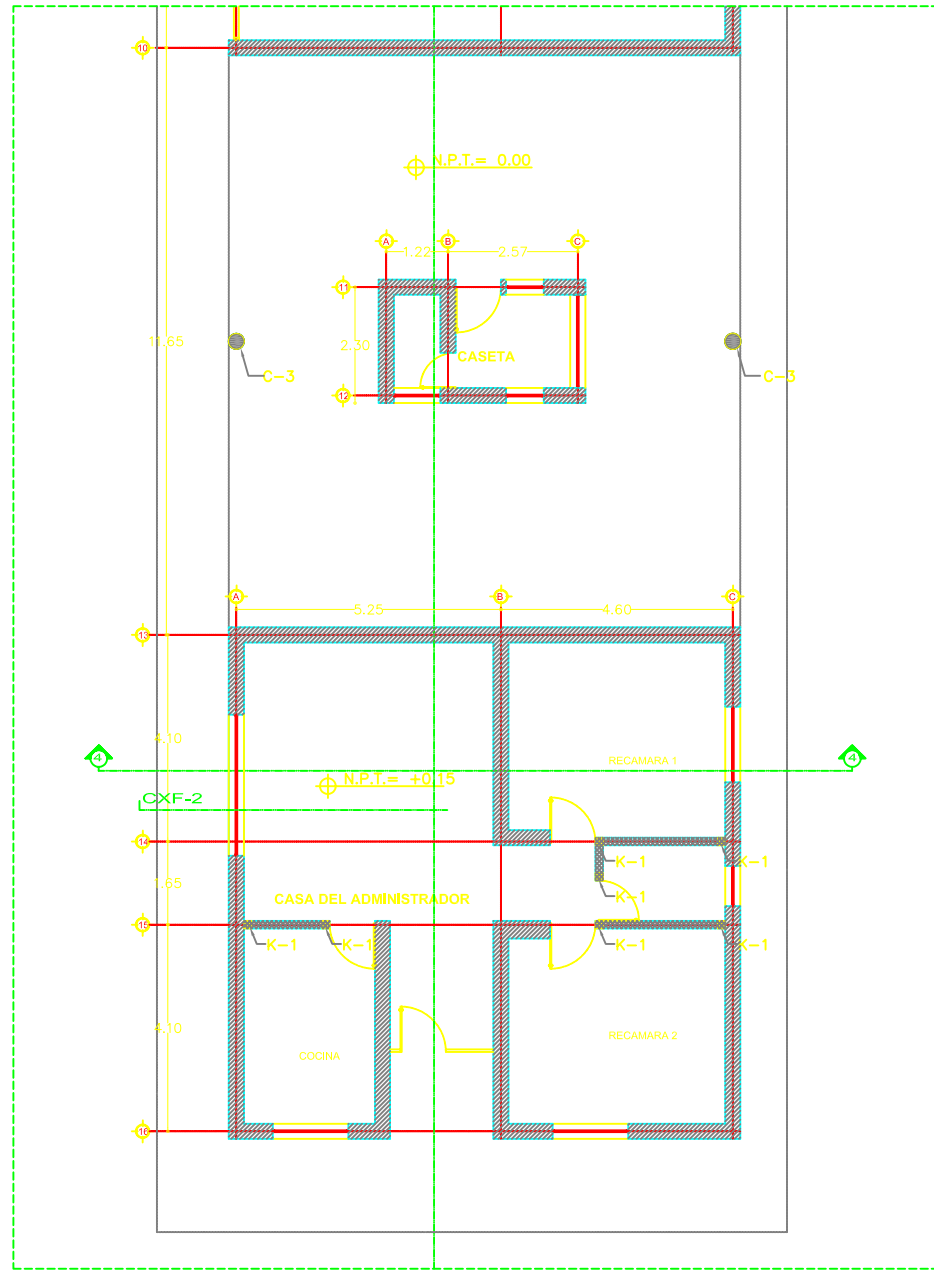 10
N.P.T.= 0.00
A
B
C
1.22
2.57
11
11.65
2.30
CASETA
C-3
C-3
12
A
B
C
5.25
4.60
13
4.10
4
4
RECAMARA 1
N.P.T.= +0.15
CXF-2
14
K-1
K-1
1.65
K-1
CASA DEL ADMINISTRADOR
15
K-1
K-1
K-1
K-1
4.10
COCINA
RECAMARA 2
16